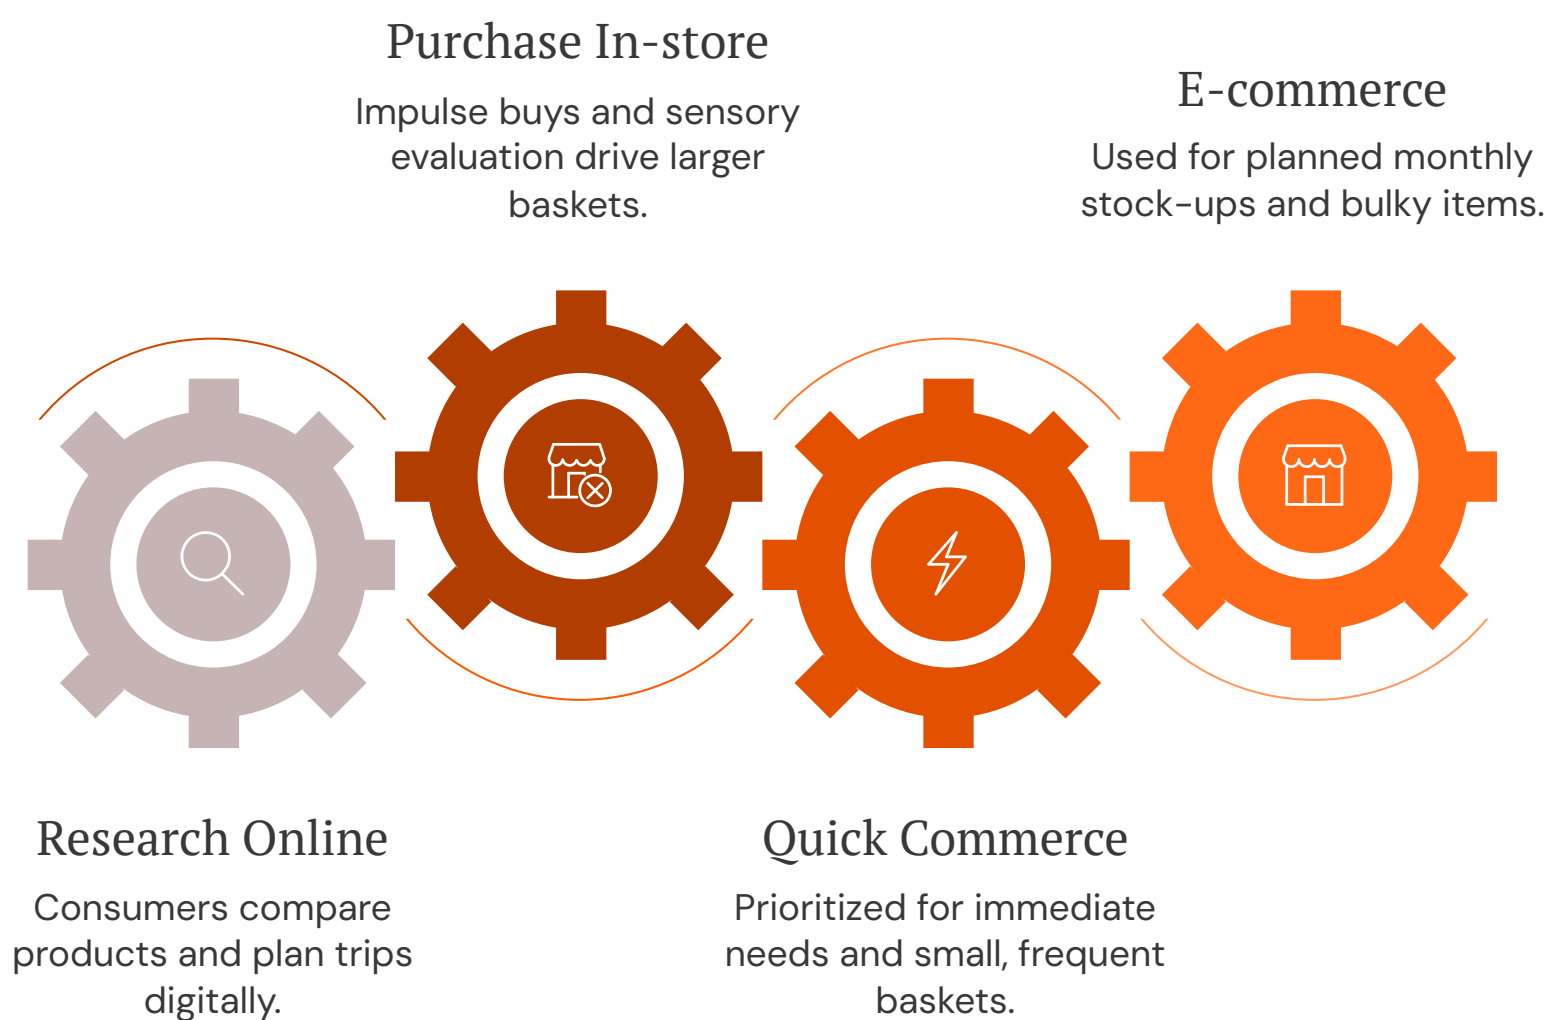 Purchase In-store
Impulse buys and sensory
evaluation drive larger
baskets.
E-commerce
Used for planned monthly
stock-ups and bulky items.
Research Online
Consumers compare
products and plan trips
digitally.
Quick Commerce
Prioritized for immediate
needs and small, frequent
baskets.